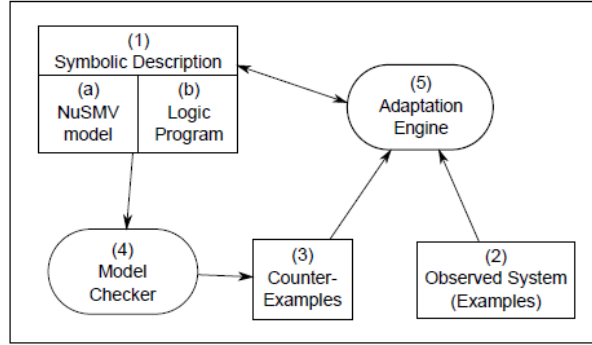 (1)
Symbolic Description
(a)
NuSMV
model
(b)
Logic
Program
(5)
Adaptation
Engine
(4)
Model
Checker
(3)
Counter-
Examples
(2)
Observed System
(Examples)